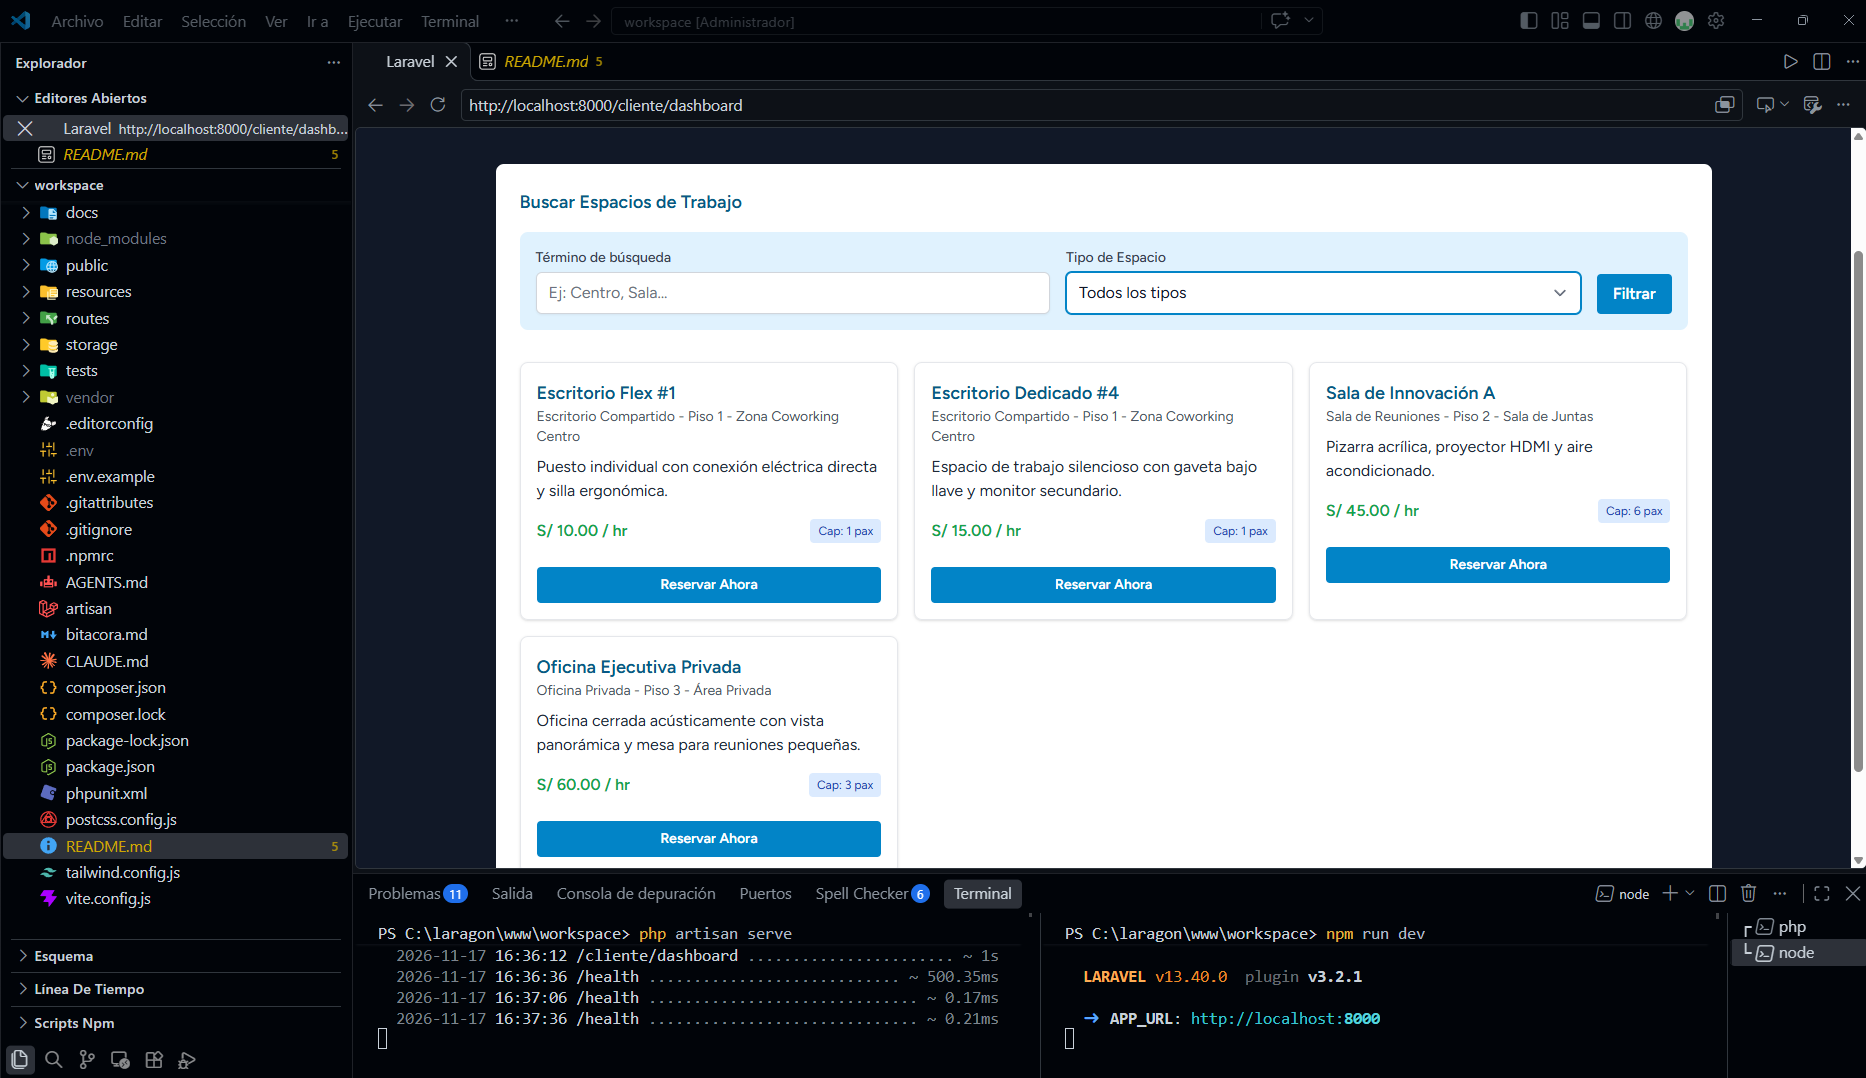 Archivo Editar Selección Ver Ir a Ejecutar Terminal ··· workspace [Administrador]
Explorador
Editores Abiertos
Laravel http://localhost:8000/cliente/dashb...
README.md 5
workspace
docs
node_modules
public
resources
routes
storage
tests
vendor
.editorconfig
.env
.env.example
.gitattributes
.gitignore
.npmrc
AGENTS.md
artisan
bitacora.md
CLAUDE.md
composer.json
composer.lock
package-lock.json
package.json
phpunit.xml
postcss.config.js
README.md 5
tailwind.config.js
vite.config.js
Esquema
Línea De Tiempo
Scripts Npm
Laravel README.md 5
http://localhost:8000/cliente/dashboard
Buscar Espacios de Trabajo
Término de búsqueda
Ej: Centro, Sala...
Tipo de Espacio
Todos los tipos
Filtrar
Escritorio Flex #1
Escritorio Compartido - Piso 1 - Zona Coworking
Centro
Puesto individual con conexión eléctrica directa
y silla ergonómica.
S/ 10.00 / hr
Cap: 1 pax
Reservar Ahora
Escritorio Dedicado #4
Escritorio Compartido - Piso 1 - Zona Coworking
Centro
Espacio de trabajo silencioso con gaveta bajo
llave y monitor secundario.
S/ 15.00 / hr
Cap: 1 pax
Reservar Ahora
Sala de Innovación A
Sala de Reuniones - Piso 2 - Sala de Juntas
Pizarra acrílica, proyector HDMI y aire
acondicionado.
S/ 45.00 / hr
Cap: 6 pax
Reservar Ahora
Oficina Ejecutiva Privada
Oficina Privada - Piso 3 - Área Privada
Oficina cerrada acústicamente con vista
panorámica y mesa para reuniones pequeñas.
S/ 60.00 / hr
Cap: 3 pax
Reservar Ahora
Problemas 11 Salida Consola de depuración Puertos Spell Checker 6 Terminal
node
PS C:\laragon\www\workspace> php artisan serve
2026-11-17 16:36:12 /cliente/dashboard ...................... ~ 1s
2026-11-17 16:36:36 /health ........................... ~ 500.35ms
2026-11-17 16:37:06 /health ............................. ~ 0.17ms
2026-11-17 16:37:36 /health ............................. ~ 0.21ms
PS C:\laragon\www\workspace> npm run dev
LARAVEL v13.40.0 plugin v3.2.1
➜ APP_URL: http://localhost:8000
php
node